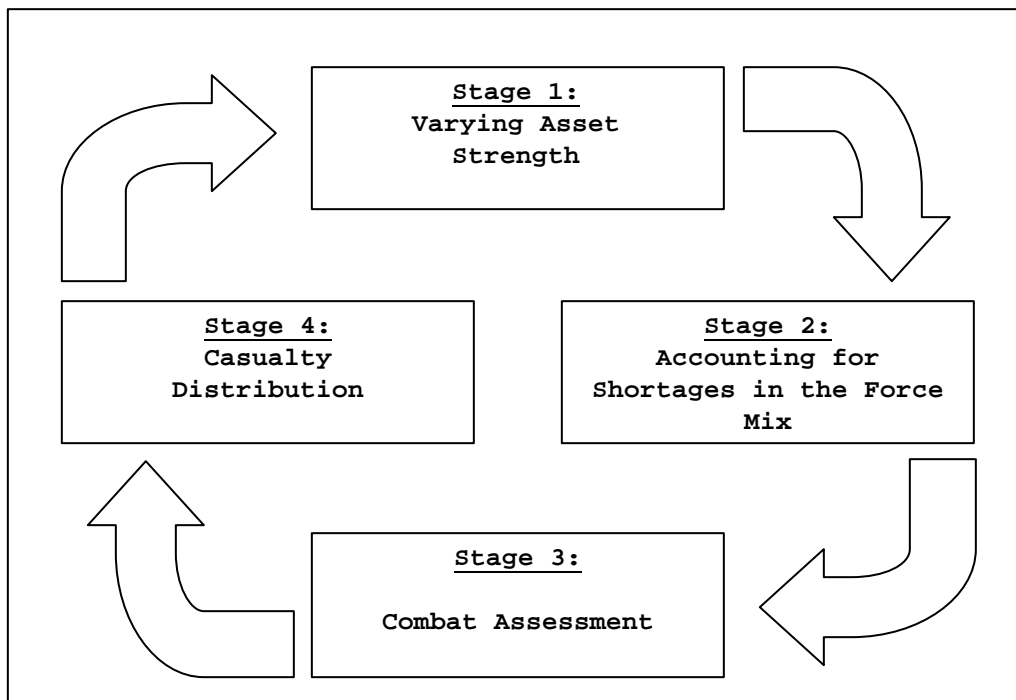 Stage 1:
Varying Asset
Strength
Stage 2:
Accounting for
Shortages in the Force
Mix
Stage 3:
Combat Assessment
Stage 4:
Casualty
Distribution